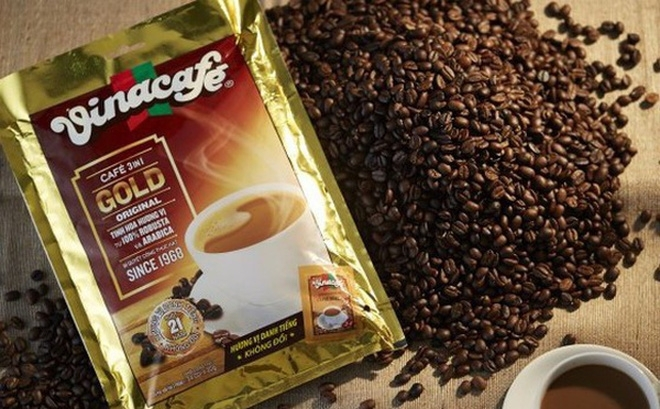 Vinacafé®
CAFÉ 3 IN 1
GOLD
ORIGINAL
TINH HOA HƯƠNG VỊ
TỪ 100% ROBUSTA
VÀ ARABICA
SINCE 1968
21
Vinacafé
HƯƠNG VỊ DANH TIẾNG
KHÔNG ĐỔI